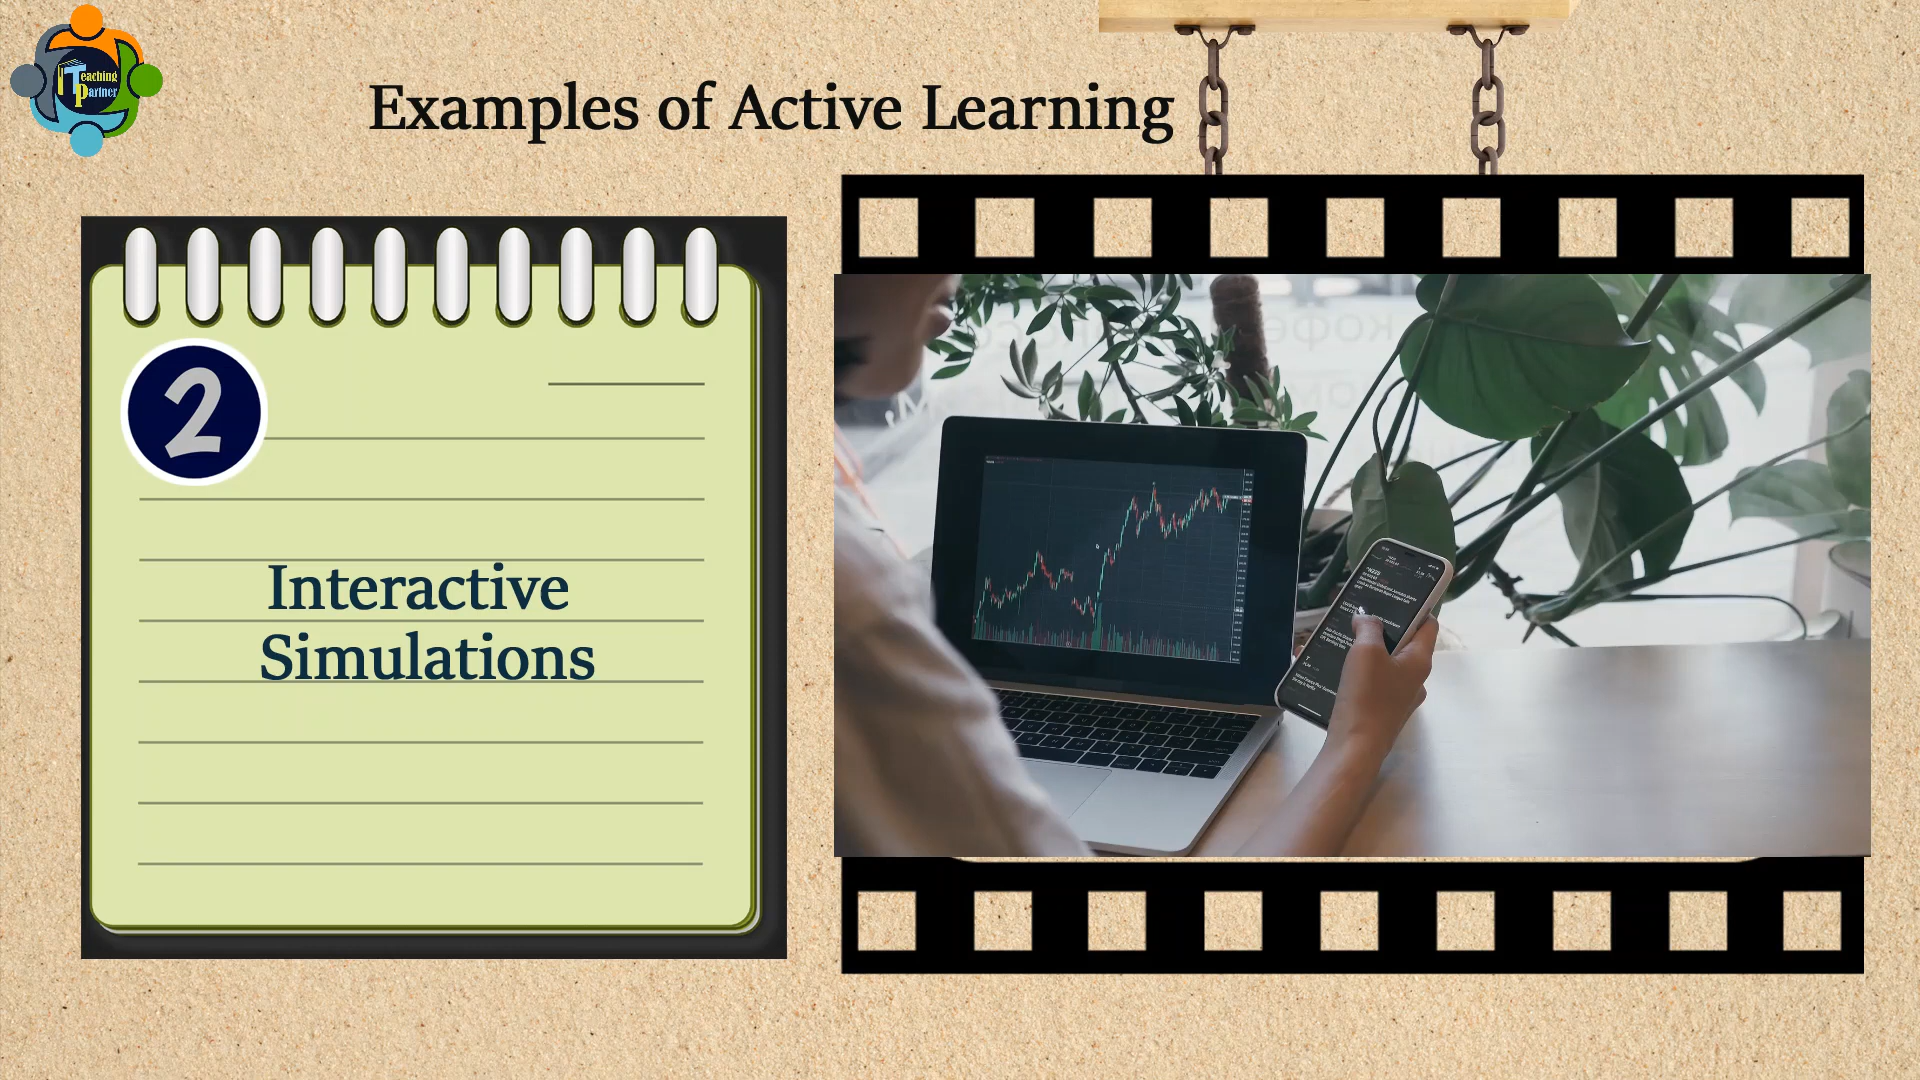 Teaching
Partner
Examples of Active Learning
2
Interactive
Simulations